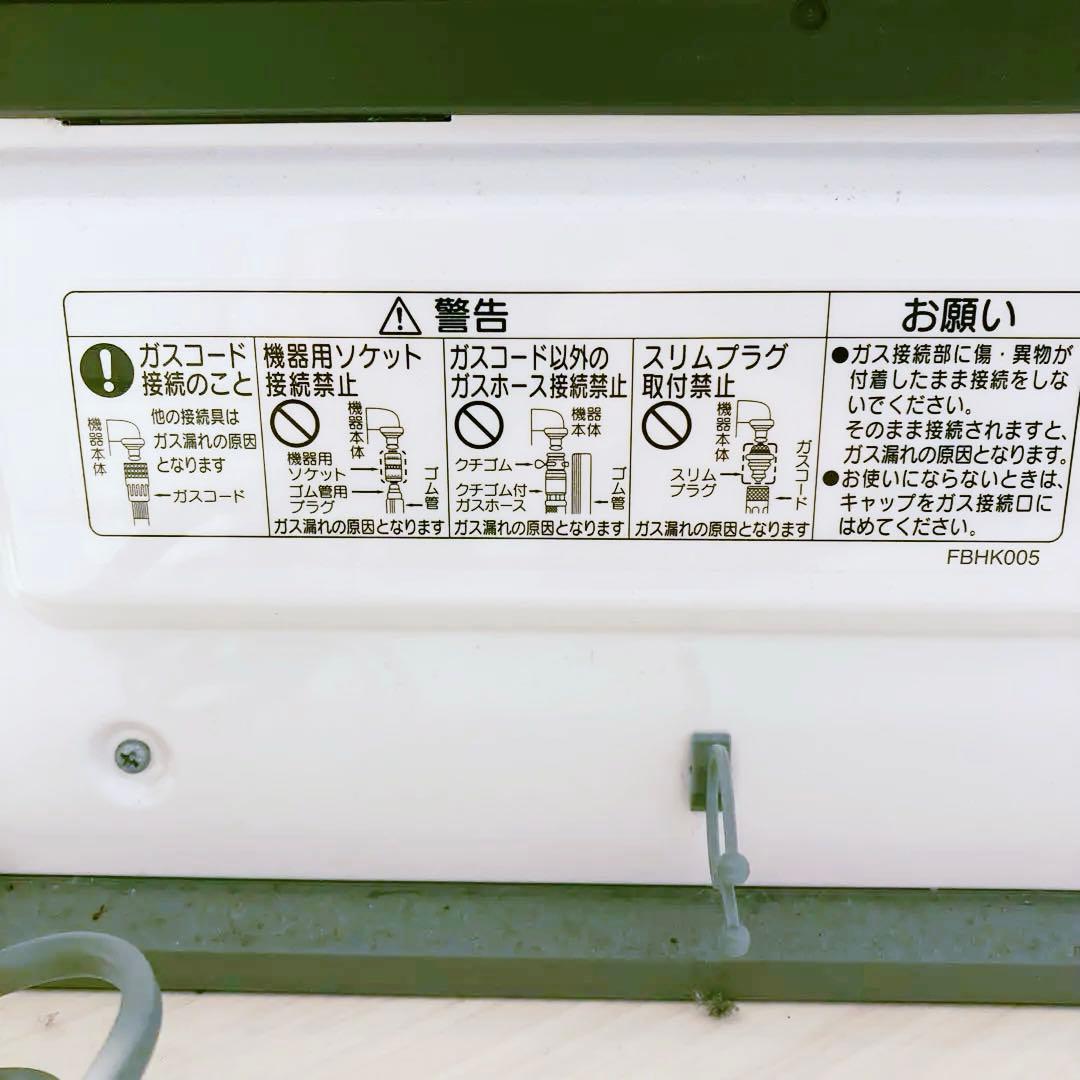 警告
ガスコード
接続のこと
機器本体
他の接続具は
ガス漏れの原因
となります
ガスコード
機器用ソケット
接続禁止
機器本体
機器用
ソケット
ゴム管用
プラグ
ゴム管
ガス漏れの原因となります
ガスコード以外の
ガスホース接続禁止
機器
本体
クチゴム
クチゴム付
ガスホース
ゴム管
ガス漏れの原因となります
スリムプラグ
取付禁止
機器本体
スリム
プラグ
ガスコード
ガス漏れの原因となります
お願い
●ガス接続部に傷・異物が
付着したまま接続をしな
いでください。
そのまま接続されますと、
ガス漏れの原因となります。
●お使いにならないときは、
キャップをガス接続口に
はめてください。
FBHK005